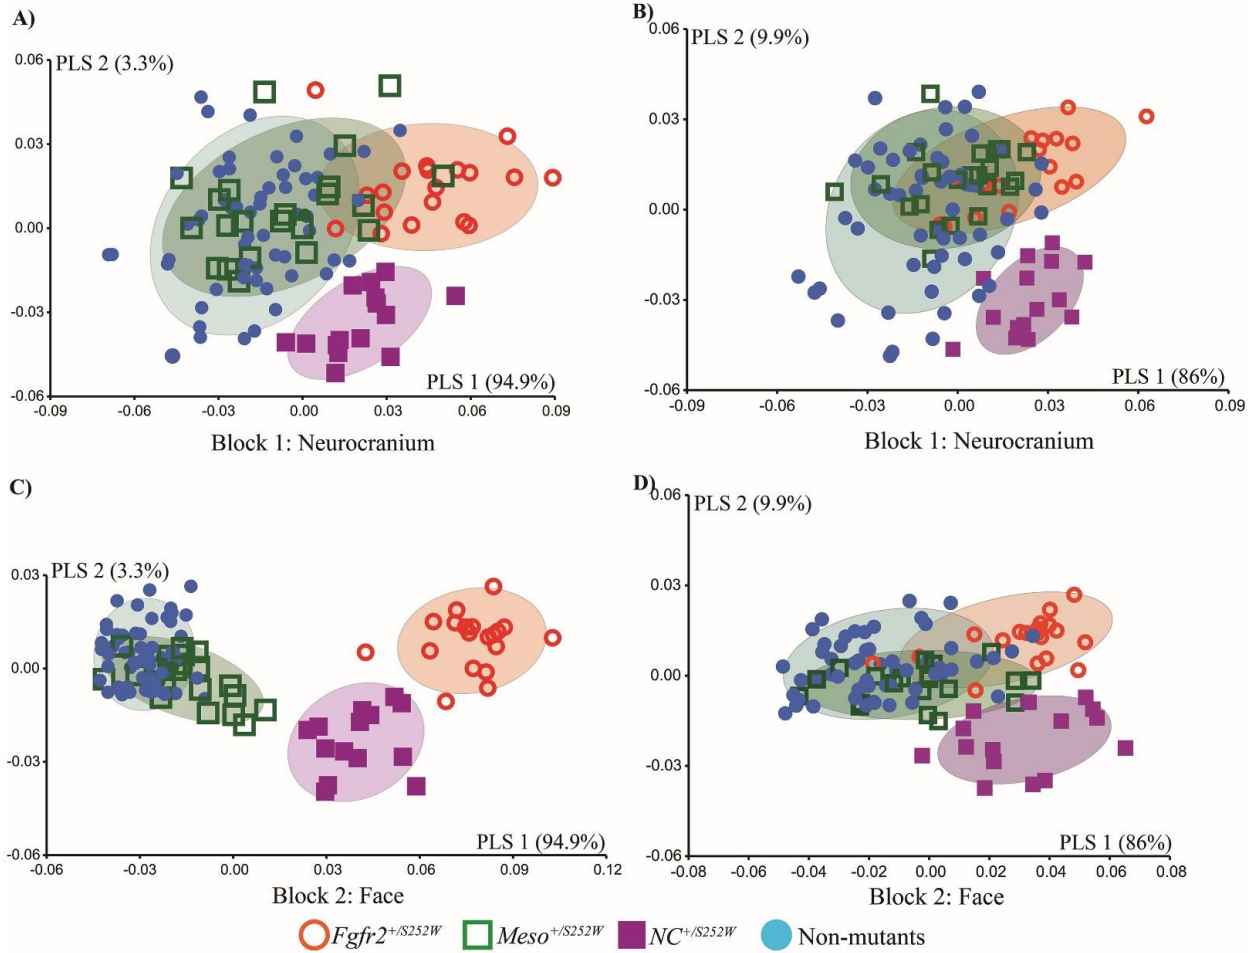 A)
PLS 2 (3.3%)
0.06
0.03
0.00
-0.03
-0.06
PLS 1 (94.9%)
-0.09 -0.06 -0.03 0.00 0.03 0.06 0.09
Block 1: Neurocranium
B)
0.06
PLS 2 (9.9%)
0.03
0.00
-0.03
-0.06
PLS 1 (86%)
-0.09 -0.06 -0.03 0.00 0.03 0.06 0.09
Block 1: Neurocranium
C)
0.03
PLS 2 (3.3%)
0.00
-0.03
-0.06
PLS 1 (94.9%)
-0.06 -0.03 0.00 0.03 0.06 0.09 0.12
Block 2: Face
D)
0.06
PLS 2 (9.9%)
0.03
0.00
-0.03
-0.06
PLS 1 (86%)
-0.08 -0.06 -0.04 -0.02 0.00 0.02 0.04 0.06 0.08
Block 2: Face
Fgfr2+/S252W Meso+/S252W NC+/S252W Non-mutants